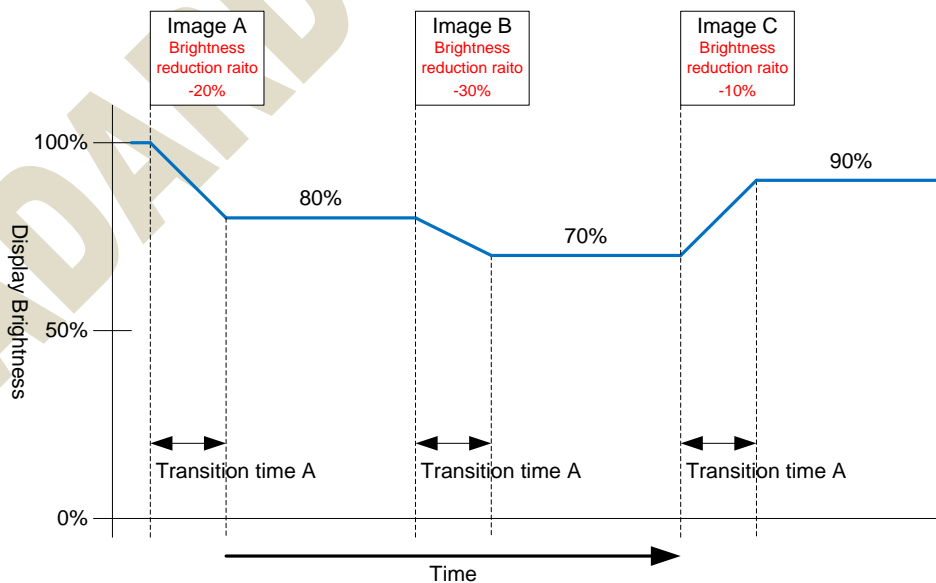 Image A
Brightness
reduction raito
-20%
Image B
Brightness
reduction raito
-30%
Image C
Brightness
reduction raito
-10%
100%
80%
70%
90%
Display Brightness
50%
Transition time A
Transition time A
Transition time A
0%
Time